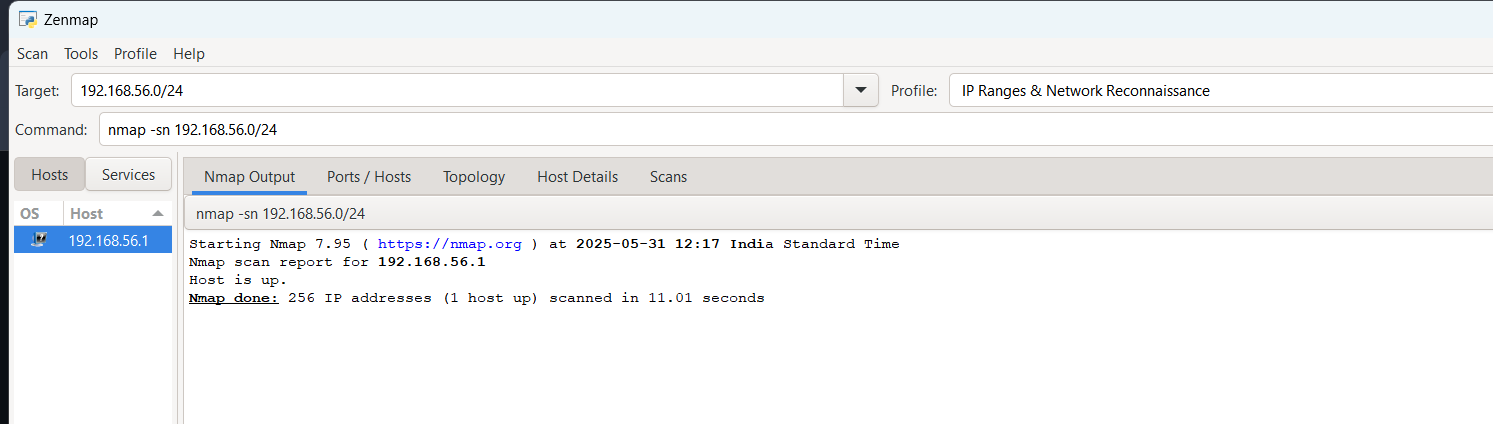 Zenmap
Scan Tools Profile Help
Target: 192.168.56.0/24 Profile: IP Ranges & Network Reconnaissance
Command: nmap -sn 192.168.56.0/24
Hosts Services Nmap Output Ports / Hosts Topology Host Details Scans
OS Host nmap -sn 192.168.56.0/24
192.168.56.1
Starting Nmap 7.95 ( https://nmap.org ) at 2025-05-31 12:17 India Standard Time
Nmap scan report for 192.168.56.1
Host is up.
Nmap done: 256 IP addresses (1 host up) scanned in 11.01 seconds